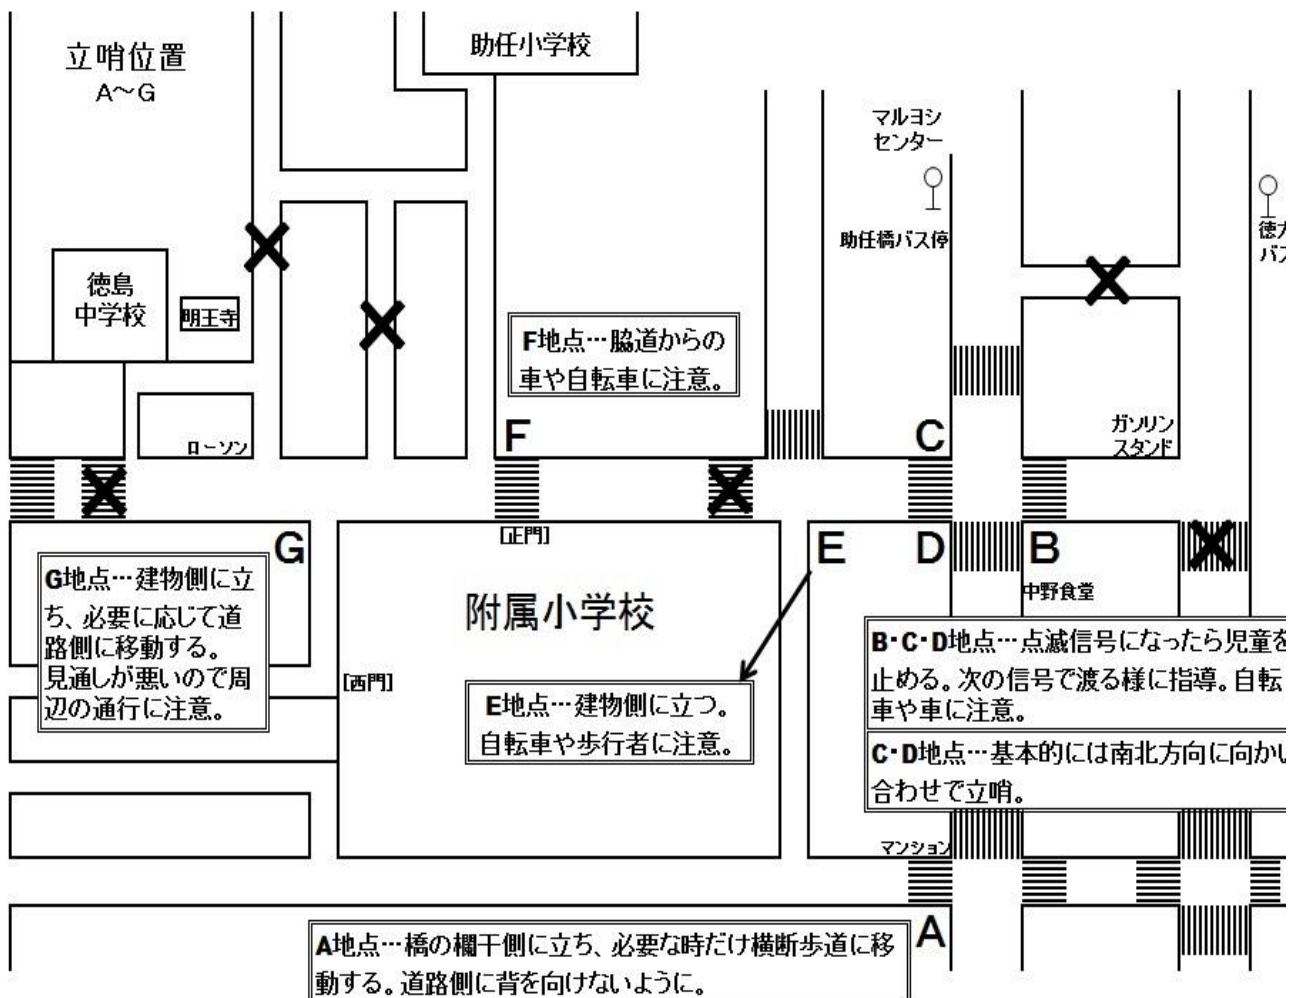 立哨位置
A～G
助任小学校
マルヨシ
センター
助任橋バス停
徳島
中学校
明王寺
F地点…脇道からの
車や自転車に注意。
ローソン
F
C
ガソリン
スタンド
G
[正門]
E
D
B
中野食堂
附属小学校
G地点…建物側に立
ち、必要に応じて道
路側に移動する。
見通しが悪いので周
辺の通行に注意。
[西門]
E地点…建物側に立つ。
自転車や歩行者に注意。
B・C・D地点…点滅信号になったら児童を
止める。次の信号で渡る様に指導。自転
車や車に注意。
C・D地点…基本的には南北方向に向かい
合わせで立哨。
マンション
A
A地点…橋の欄干側に立ち、必要な時だけ横断歩道に移
動する。道路側に背を向けないように。